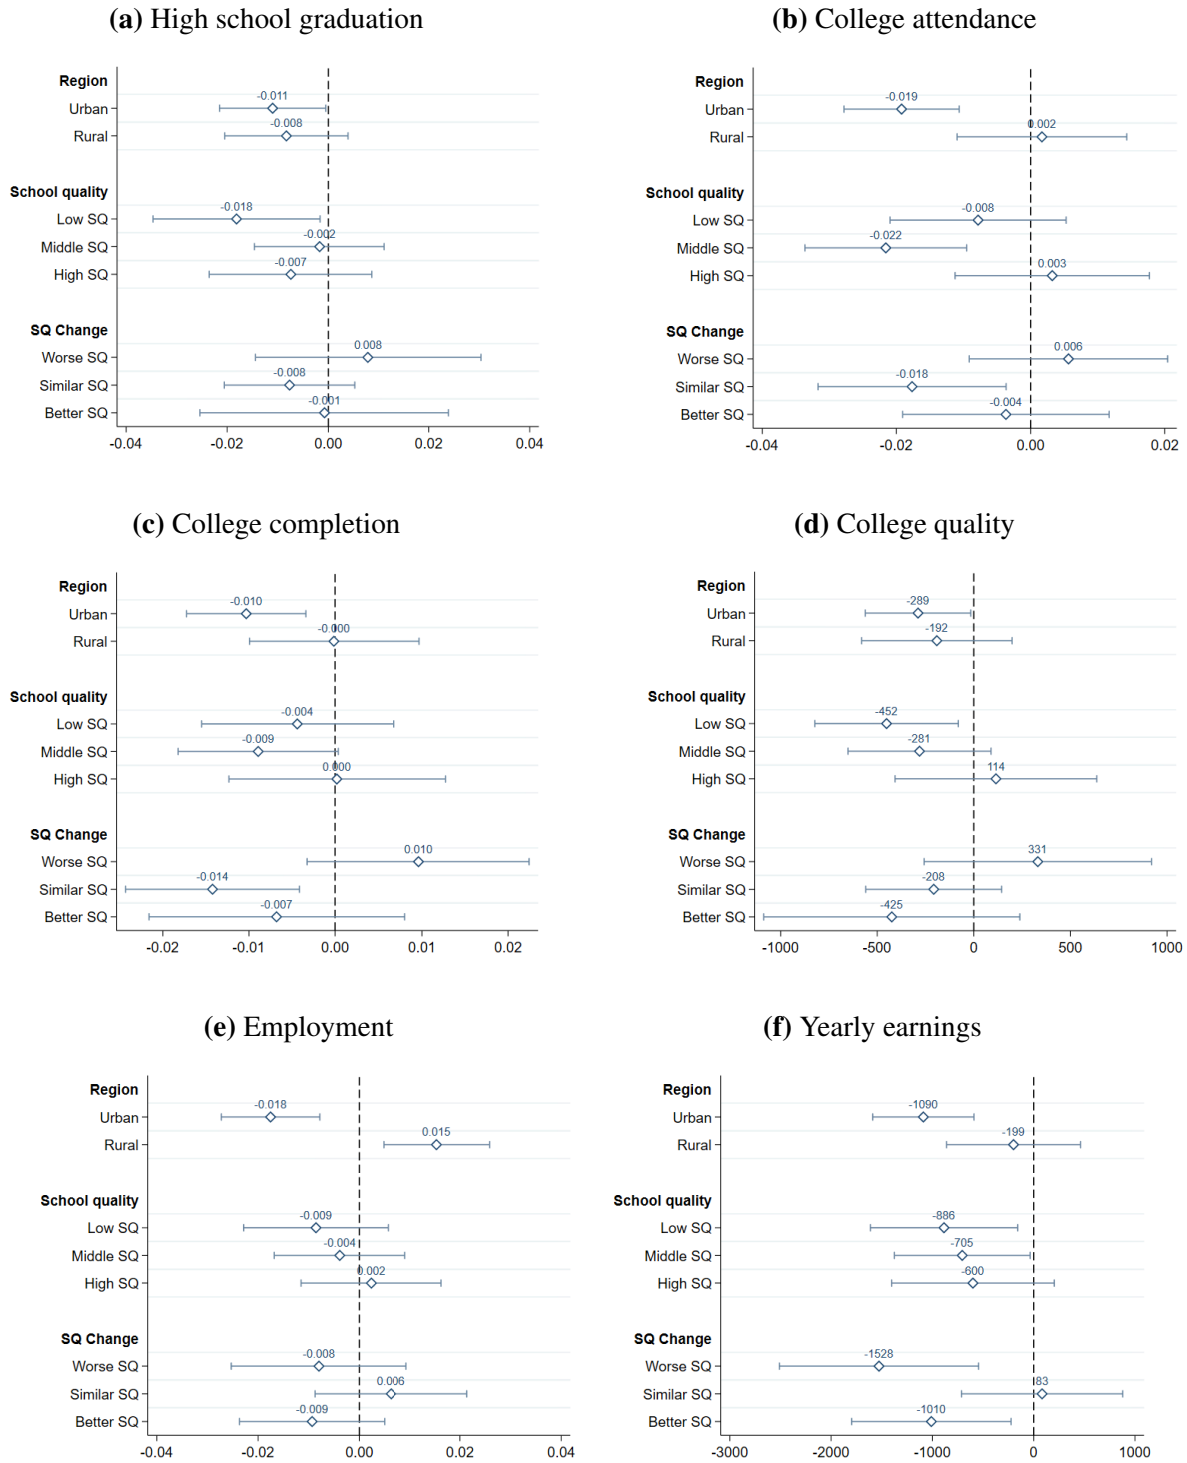 (a) High school graduation
Region
-0.011
Urban
-0.008
Rural
School quality
-0.018
Low SQ
-0.002
Middle SQ
-0.007
High SQ
SQ Change
0.008
Worse SQ
-0.008
Similar SQ
-0.001
Better SQ
-0.04 -0.02 0.00 0.02 0.04
(b) College attendance
Region
-0.019
Urban
0.002
Rural
School quality
-0.008
Low SQ
-0.022
Middle SQ
0.003
High SQ
SQ Change
0.006
Worse SQ
-0.018
Similar SQ
-0.004
Better SQ
-0.04 -0.02 0.00 0.02
(c) College completion
Region
-0.010
Urban
-0.000
Rural
School quality
-0.004
Low SQ
-0.009
Middle SQ
0.000
High SQ
SQ Change
0.010
Worse SQ
-0.014
Similar SQ
-0.007
Better SQ
-0.02 -0.01 0.00 0.01 0.02
(d) College quality
Region
-289
Urban
-192
Rural
School quality
-452
Low SQ
-281
Middle SQ
114
High SQ
SQ Change
331
Worse SQ
-208
Similar SQ
-425
Better SQ
-1000 -500 0 500 1000
(e) Employment
Region
-0.018
Urban
0.015
Rural
School quality
-0.009
Low SQ
-0.004
Middle SQ
0.002
High SQ
SQ Change
-0.008
Worse SQ
0.006
Similar SQ
-0.009
Better SQ
-0.04 -0.02 0.00 0.02 0.04
(f) Yearly earnings
Region
-1090
Urban
-199
Rural
School quality
-886
Low SQ
-705
Middle SQ
-600
High SQ
SQ Change
-1528
Worse SQ
83
Similar SQ
-1010
Better SQ
-3000 -2000 -1000 0 1000